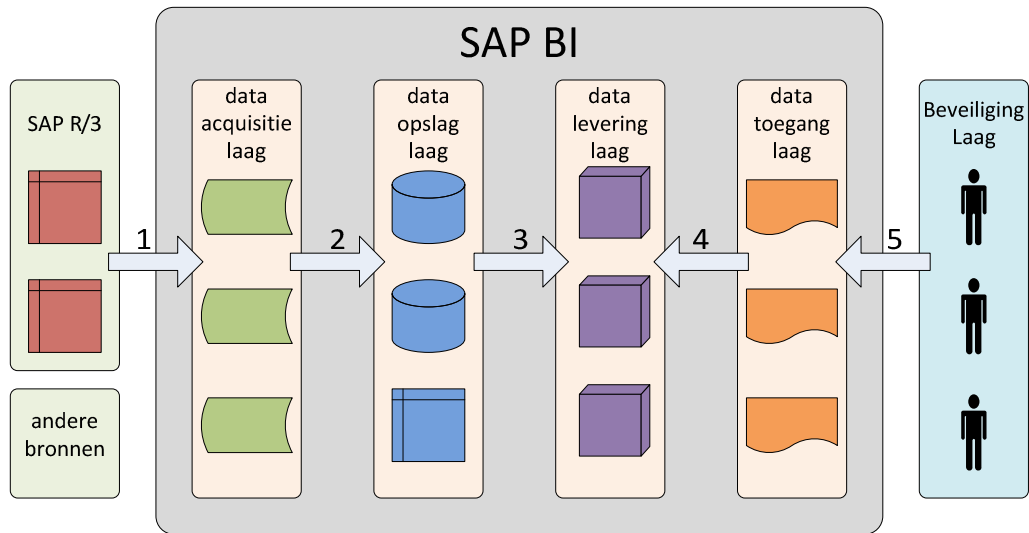 SAP BI
SAP R/3
andere
bronnen
1
data
acquisitie
laag
2
data
opslag
laag
3
data
levering
laag
4
data
toegang
laag
5
Beveiliging
Laag